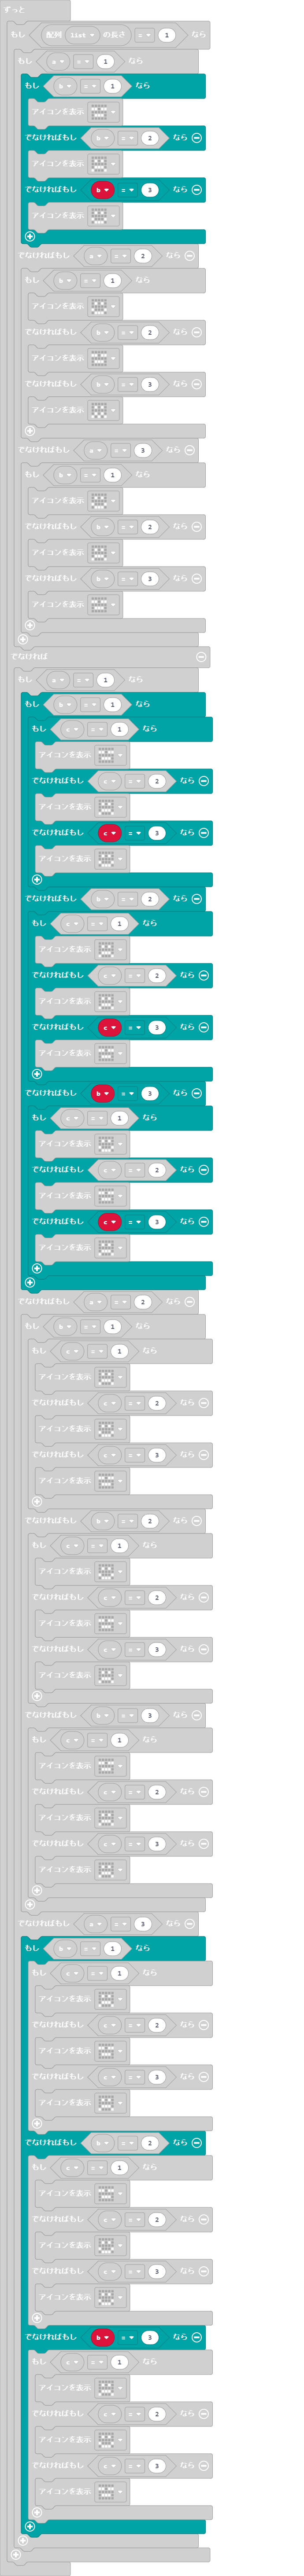 ずっと
もし 配列 list の長さ = 1 なら
もし a = 1 なら
もし b = 1 なら
アイコンを表示
でなければもし b = 2 なら
アイコンを表示
でなければもし b = 3 なら
アイコンを表示
でなければもし a = 2 なら
もし b = 1 なら
アイコンを表示
でなければもし b = 2 なら
アイコンを表示
でなければもし b = 3 なら
アイコンを表示
でなければもし a = 3 なら
もし b = 1 なら
アイコンを表示
でなければもし b = 2 なら
アイコンを表示
でなければもし b = 3 なら
アイコンを表示
でなければ
もし a = 1 なら
もし b = 1 なら
もし c = 1 なら
アイコンを表示
でなければもし c = 2 なら
アイコンを表示
でなければもし c = 3 なら
アイコンを表示
でなければもし b = 2 なら
もし c = 1 なら
アイコンを表示
でなければもし c = 2 なら
アイコンを表示
でなければもし c = 3 なら
アイコンを表示
でなければもし b = 3 なら
もし c = 1 なら
アイコンを表示
でなければもし c = 2 なら
アイコンを表示
でなければもし c = 3 なら
アイコンを表示
でなければもし a = 2 なら
もし b = 1 なら
もし c = 1 なら
アイコンを表示
でなければもし c = 2 なら
アイコンを表示
でなければもし c = 3 なら
アイコンを表示
でなければもし b = 2 なら
もし c = 1 なら
アイコンを表示
でなければもし c = 2 なら
アイコンを表示
でなければもし c = 3 なら
アイコンを表示
でなければもし b = 3 なら
もし c = 1 なら
アイコンを表示
でなければもし c = 2 なら
アイコンを表示
でなければもし c = 3 なら
アイコンを表示
でなければもし a = 3 なら
もし b = 1 なら
もし c = 1 なら
アイコンを表示
でなければもし c = 2 なら
アイコンを表示
でなければもし c = 3 なら
アイコンを表示
でなければもし b = 2 なら
もし c = 1 なら
アイコンを表示
でなければもし c = 2 なら
アイコンを表示
でなければもし c = 3 なら
アイコンを表示
でなければもし b = 3 なら
もし c = 1 なら
アイコンを表示
でなければもし c = 2 なら
アイコンを表示
でなければもし c = 3 なら
アイコンを表示